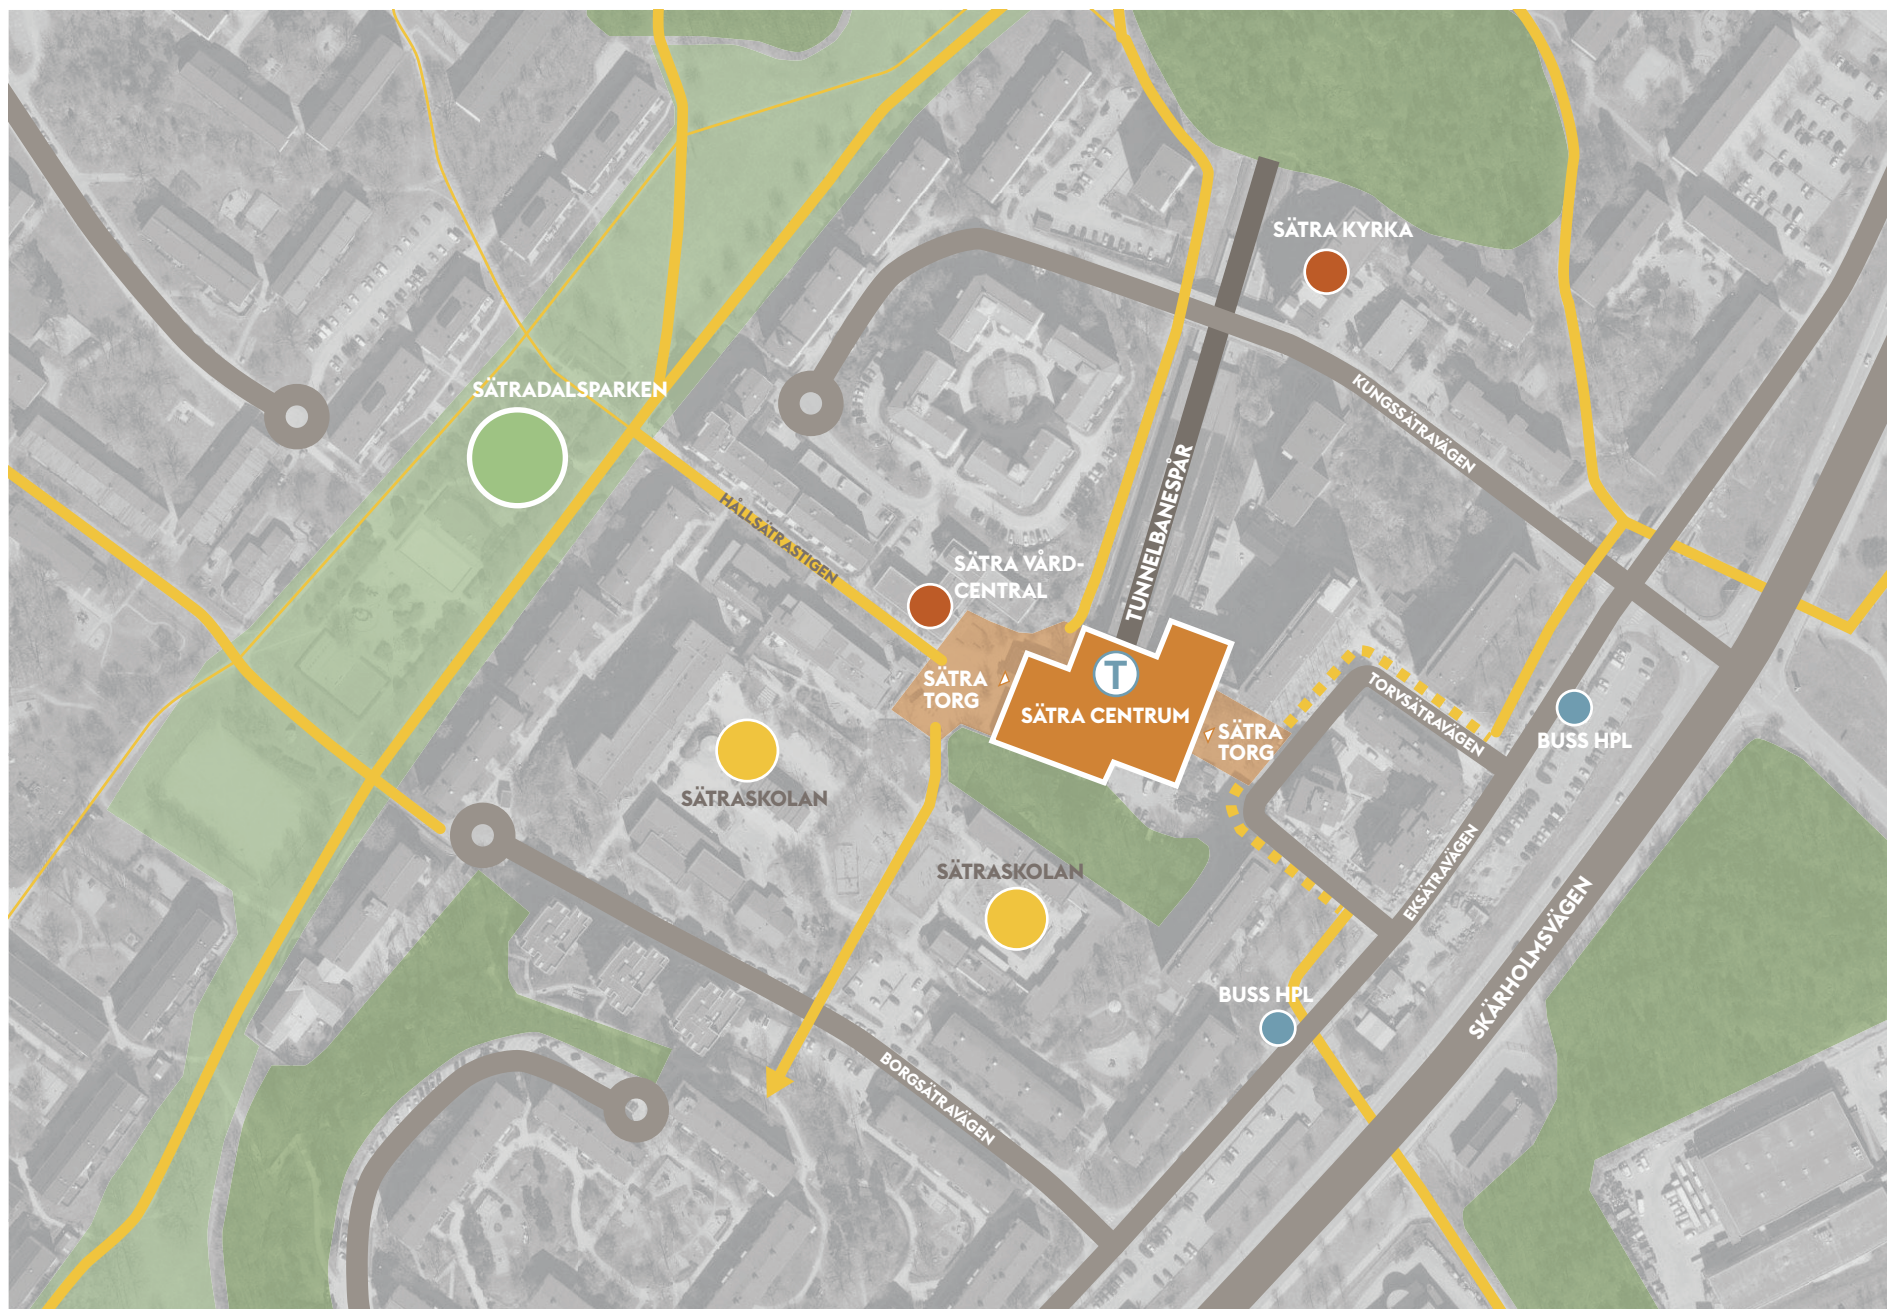 SÄTRA KYRKA
SÄTRADALSPARKEN
KUNGSSÄTRAVÄGEN
TUNNELBANESPÅR
HÅLLSÄTRASTIGEN
SÄTRA VÅRD-
CENTRAL
T
SÄTRA
TORG
SÄTRA CENTRUM
SÄTRA
TORG
TORVSÄTRAVÄGEN
BUSS HPL
SÄTRASKOLAN
SÄTRASKOLAN
EKSÄTRAVÄGEN
SKÄRHOLMSVÄGEN
BUSS HPL
BORGSÄTRAVÄGEN